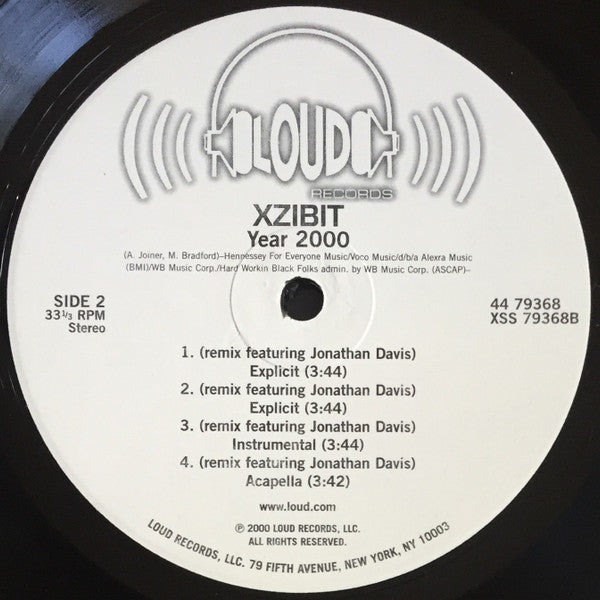 LOUD
RECORDS
XZIBIT
Year 2000
(A. Joiner, M. Bradford)–Hennessey For Everyone Music/Voco Music/d/b/a Alexra Music
(BMI)/WB Music Corp./Hard Workin Black Folks admin. by WB Music Corp. (ASCAP)–
SIDE 2
33⅓ RPM
Stereo
44 79368
XSS 79368B
1. (remix featuring Jonathan Davis)
Explicit (3:44)
2. (remix featuring Jonathan Davis)
Explicit (3:44)
3. (remix featuring Jonathan Davis)
Instrumental (3:44)
4. (remix featuring Jonathan Davis)
Acapella (3:42)
www.loud.com
℗ 2000 LOUD RECORDS, LLC.
ALL RIGHTS RESERVED.
LOUD RECORDS, LLC. 79 FIFTH AVENUE, NEW YORK, NY 10003